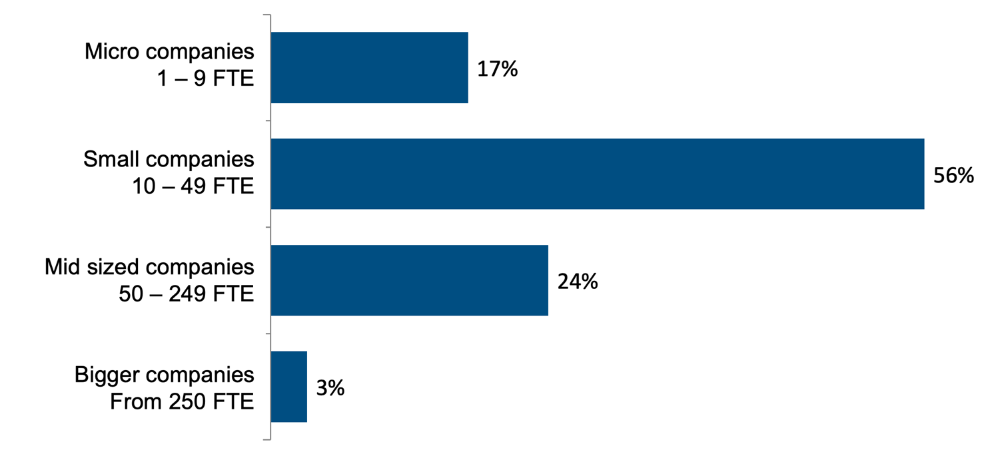 Micro companies
1 – 9 FTE
17%
Small companies
10 – 49 FTE
56%
Mid sized companies
50 – 249 FTE
24%
Bigger companies
From 250 FTE
3%